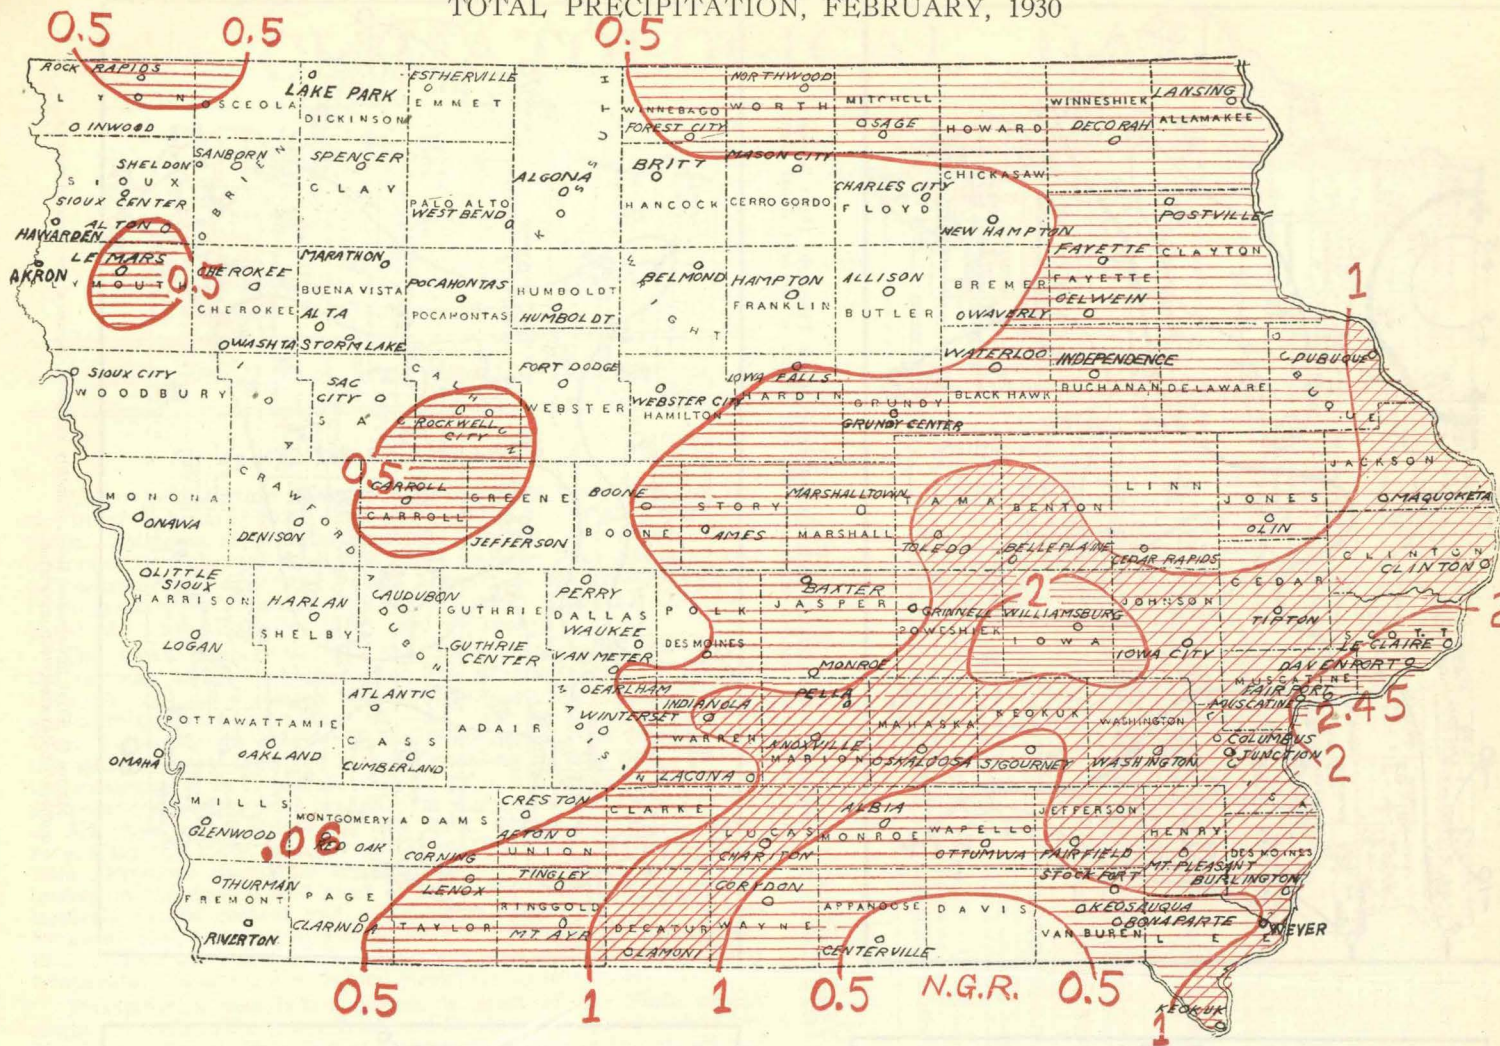 TOTAL PRECIPITATION, FEBRUARY, 1930
0.5 0.5 0.5
ROCK RAPIDS ESTHERVILLE NORTHWOOD
LYON OSCEOLA LAKE PARK EMMET WINNEBAGO WORTH MITCHELL WINNESHIEK LANSING
INWOOD DICKINSON FOREST CITY OSAGE HOWARD DECORAH ALLAMAKEE
SHELDON SANBORN SPENCER ALGONA BRITT MASON CITY CHICKASAW
SIOUX O BRIEN CLAY KOSSUTH CHARLES CITY
SIOUX CENTER PALO ALTO HANCOCK CERRO GORDO FLOYD POSTVILLE
ALTON WEST BEND NEW HAMPTON
HAWARDEN LE MARS MARATHON FAYETTE CLAYTON
AKRON 0.5 CHEROKEE POCAHONTAS BELMOND HAMPTON ALLISON BREMER FAYETTE 1
PLYMOUTH BUENA VISTA HUMBOLDT WRIGHT FRANKLIN BUTLER OELWEIN
CHEROKEE ALTA POCAHONTAS HUMBOLDT WAVERLY
WASHTA STORM LAKE
SIOUX CITY FORT DODGE IOWA FALLS WATERLOO INDEPENDENCE DUBUQUE
WOODBURY IDA SAC CITY CALHOUN WEBSTER WEBSTER CITY HARDIN GRUNDY BLACK HAWK BUCHANAN DELAWARE DUBUQUE
SAC ROCKWELL CITY HAMILTON GRUNDY CENTER
0.5
MONONA CRAWFORD CARROLL GREENE BOONE STORY MARSHALLTOWN TAMA BENTON LINN JONES JACKSON
ONAWA CARROLL MAQUOKETA
DENISON JEFFERSON BOONE AMES MARSHALL TOLEDO BELLE PLAINE CEDAR RAPIDS OLIN CLINTON
CLINTON
LITTLE SIOUX AUDUBON PERRY BAXTER 2 CEDAR
HARRISON HARLAN AUDUBON GUTHRIE DALLAS POLK JASPER GRINNELL WILLIAMSBURG JOHNSON TIPTON
SHELBY WAUKEE POWESHIEK IOWA SCOTT
LOGAN GUTHRIE CENTER VAN METER DES MOINES MONROE IOWA CITY LE CLAIRE
DAVENPORT
ATLANTIC EARLHAM INDIANOLA PELLA MUSCATINE
FAIRPORT
POTTAWATTAMIE CASS ADAIR WINTERSET WARREN MAHASKA KEOKUK WASHINGTON MUSCATINE 2.45
OAKLAND MADISON KNOXVILLE COLUMBUS
OMAHA CUMBERLAND LACONA MARION OSKALOOSA SIGOURNEY WASHINGTON JUNCTION 2
MILLS CRESTON CLARKE ALBIA JEFFERSON LOUISA
GLENWOOD MONTGOMERY ADAMS AFTON LUCAS MONROE WAPELLO HENRY
.06 RED OAK CORNING UNION CHARITON OTTUMWA FAIRFIELD MT PLEASANT DES MOINES
THURMAN LENOX TINGLEY CORYDON STOCKPORT BURLINGTON
FREMONT PAGE RINGGOLD APPANOOSE DAVIS KEOSAUQUA
RIVERTON CLARINDA TAYLOR MT. AYR DECATUR WAYNE VAN BUREN BONAPARTE LEE WEVER
LAMONI CENTERVILLE
0.5 1 1 0.5 N.G.R. 0.5 1 KEOKUK